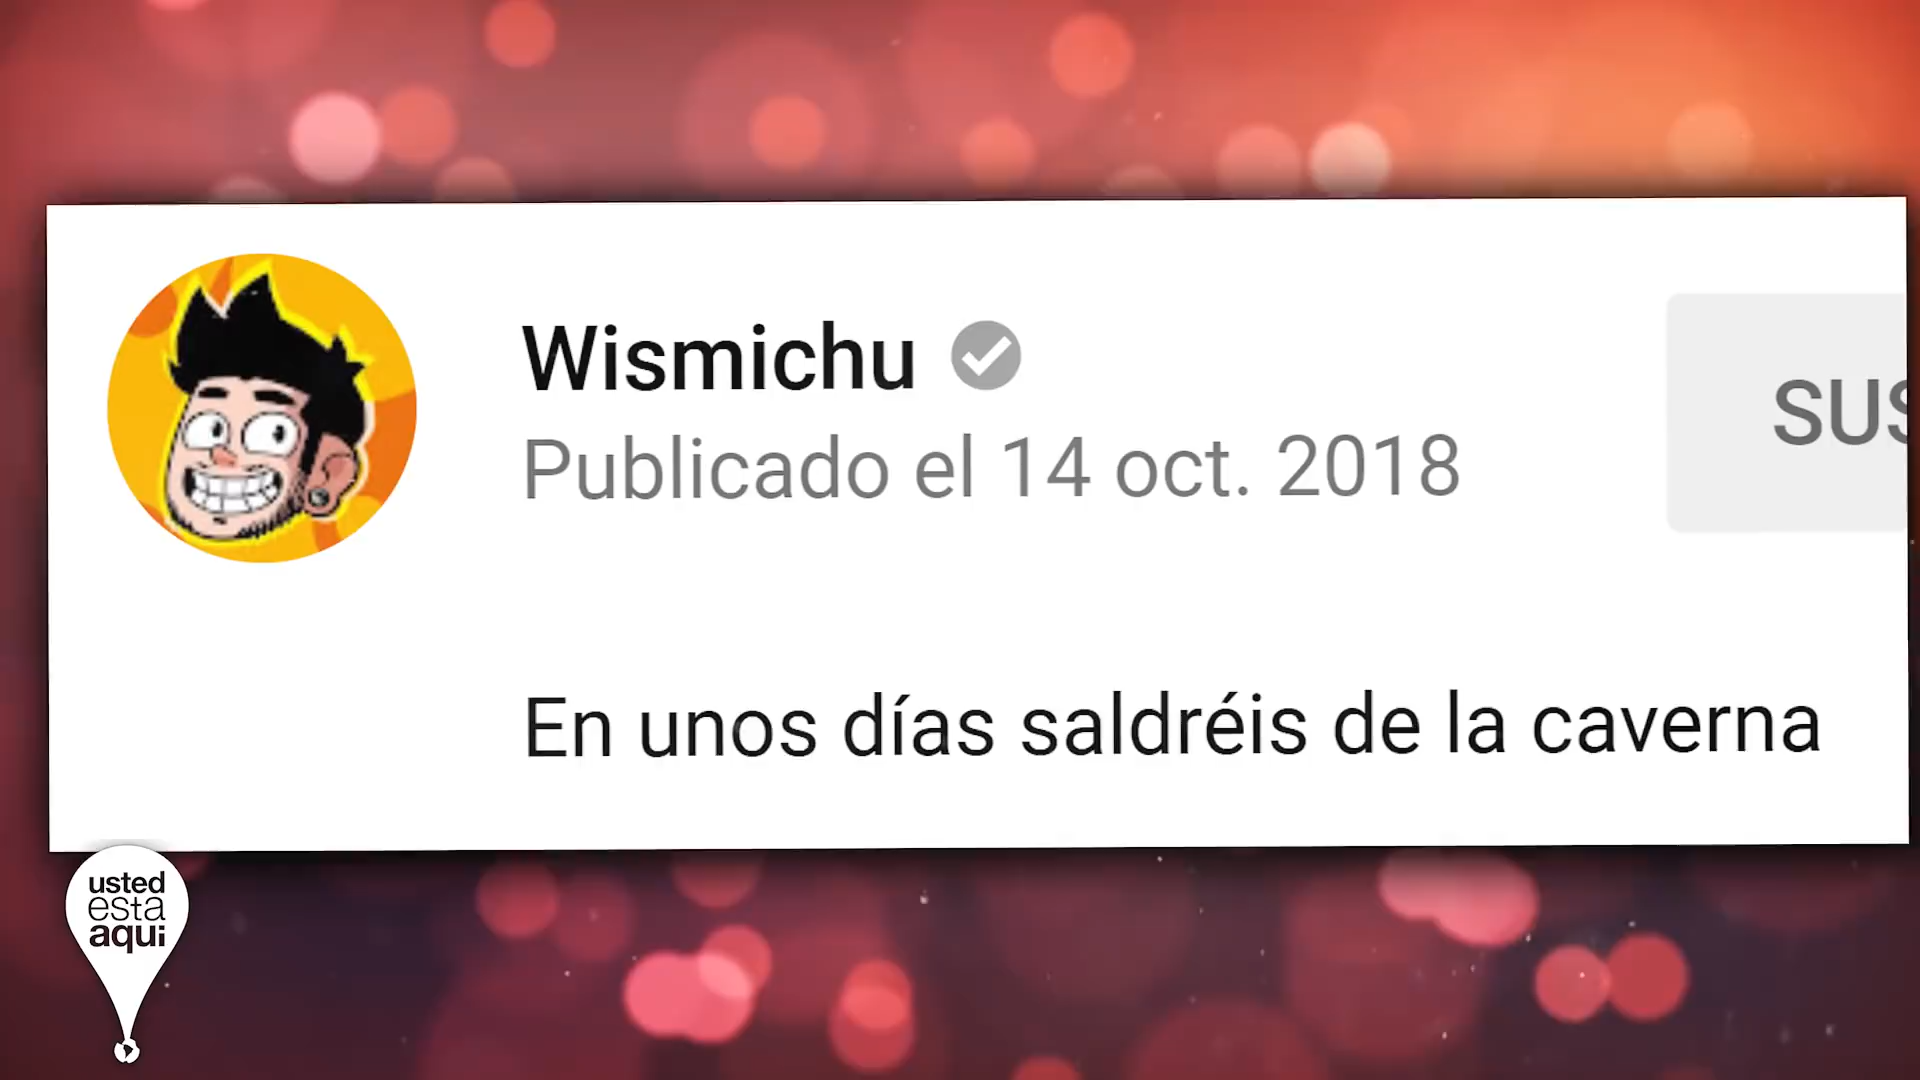 Wismichu
Publicado el 14 oct. 2018
SUS
En unos días saldréis de la caverna
usted
esta
aqui